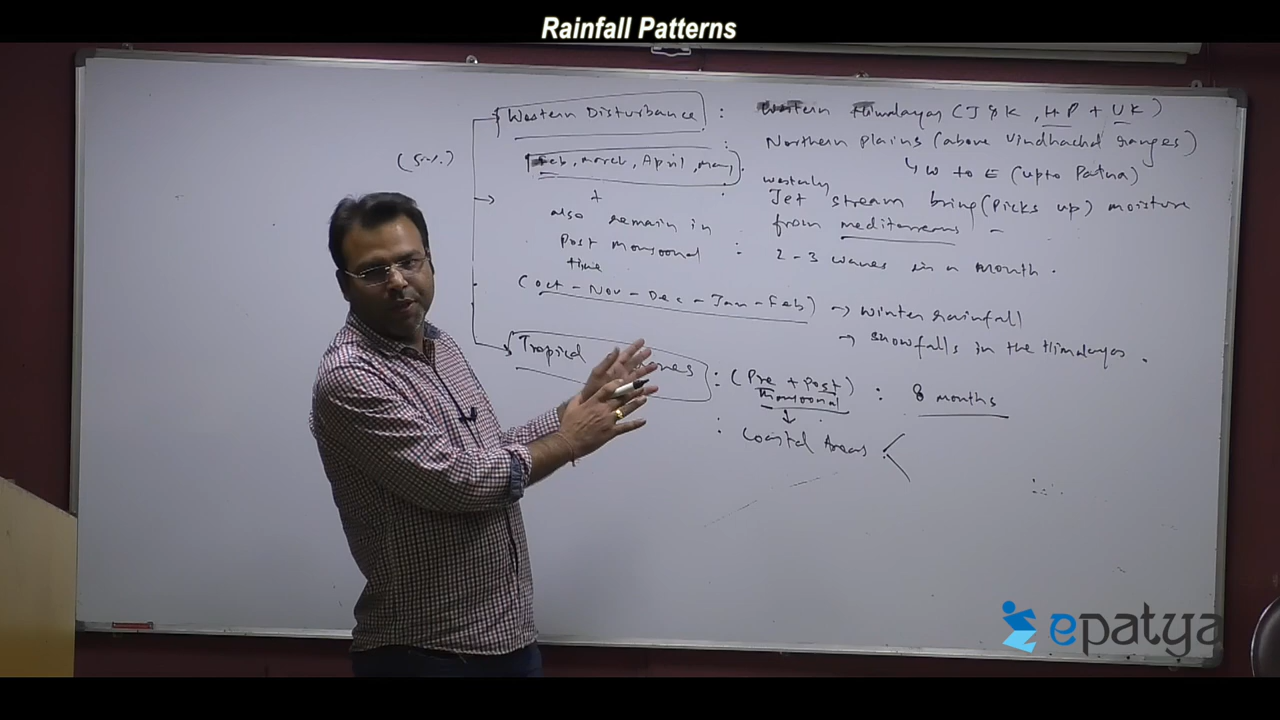 Rainfall Patterns
Western Disturbance : Western Himalayas (J&K, HP + UK)
: Northern plains (above Vindhachal ranges)
↳ W to E (upto Patna)
(Feb, March, April, May).
+
also remain in
Post Monsoonal
time
(Oct - Nov - Dec - Jan - Feb) → winter rainfall
→ snowfalls in the Himalayas.
: westerly
Jet stream bring (Picks up) moisture
from mediterreans -
: 2 - 3 waves in a month.
Tropical
: (Pre + Post) : 8 months
Monsoonal
↓
: Coastal Areas
epatya